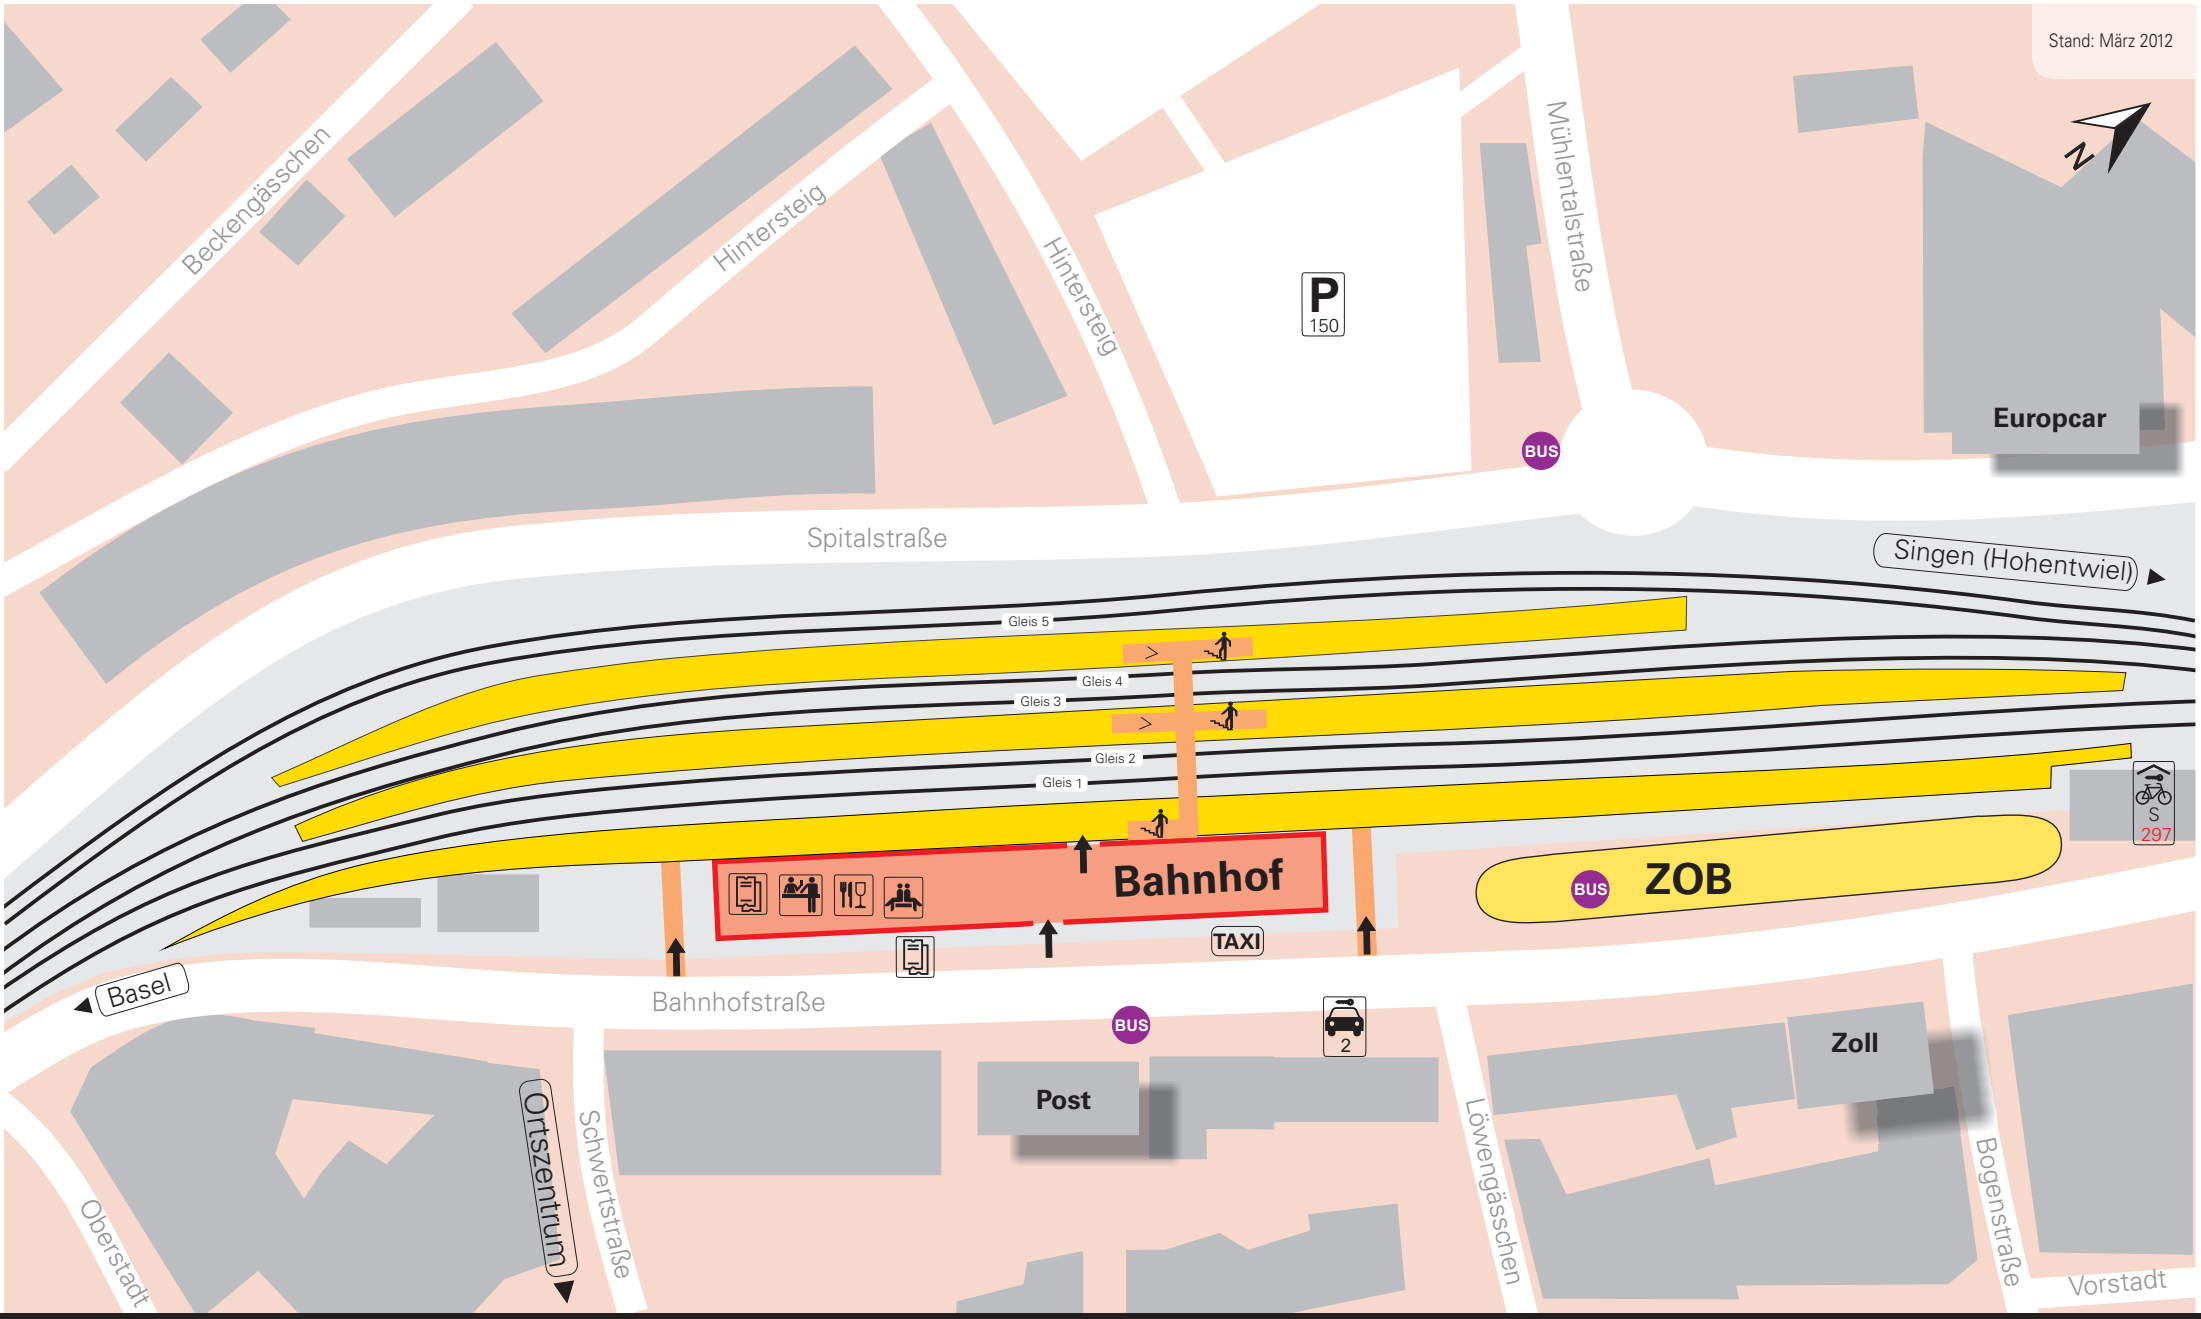 Stand: März 2012
N
Beckengässchen
Hintersteig
Hintersteig
Mühlentalstraße
P
150
BUS
Europcar
Spitalstraße
Singen (Hohentwiel)
Gleis 5
Gleis 4
Gleis 3
Gleis 2
Gleis 1
S
297
Bahnhof
BUS
ZOB
TAXI
Basel
Bahnhofstraße
BUS
2
Zoll
Post
Ortszentrum
Schwertstraße
Oberstadt
Löwengässchen
Bogenstraße
Vorstadt